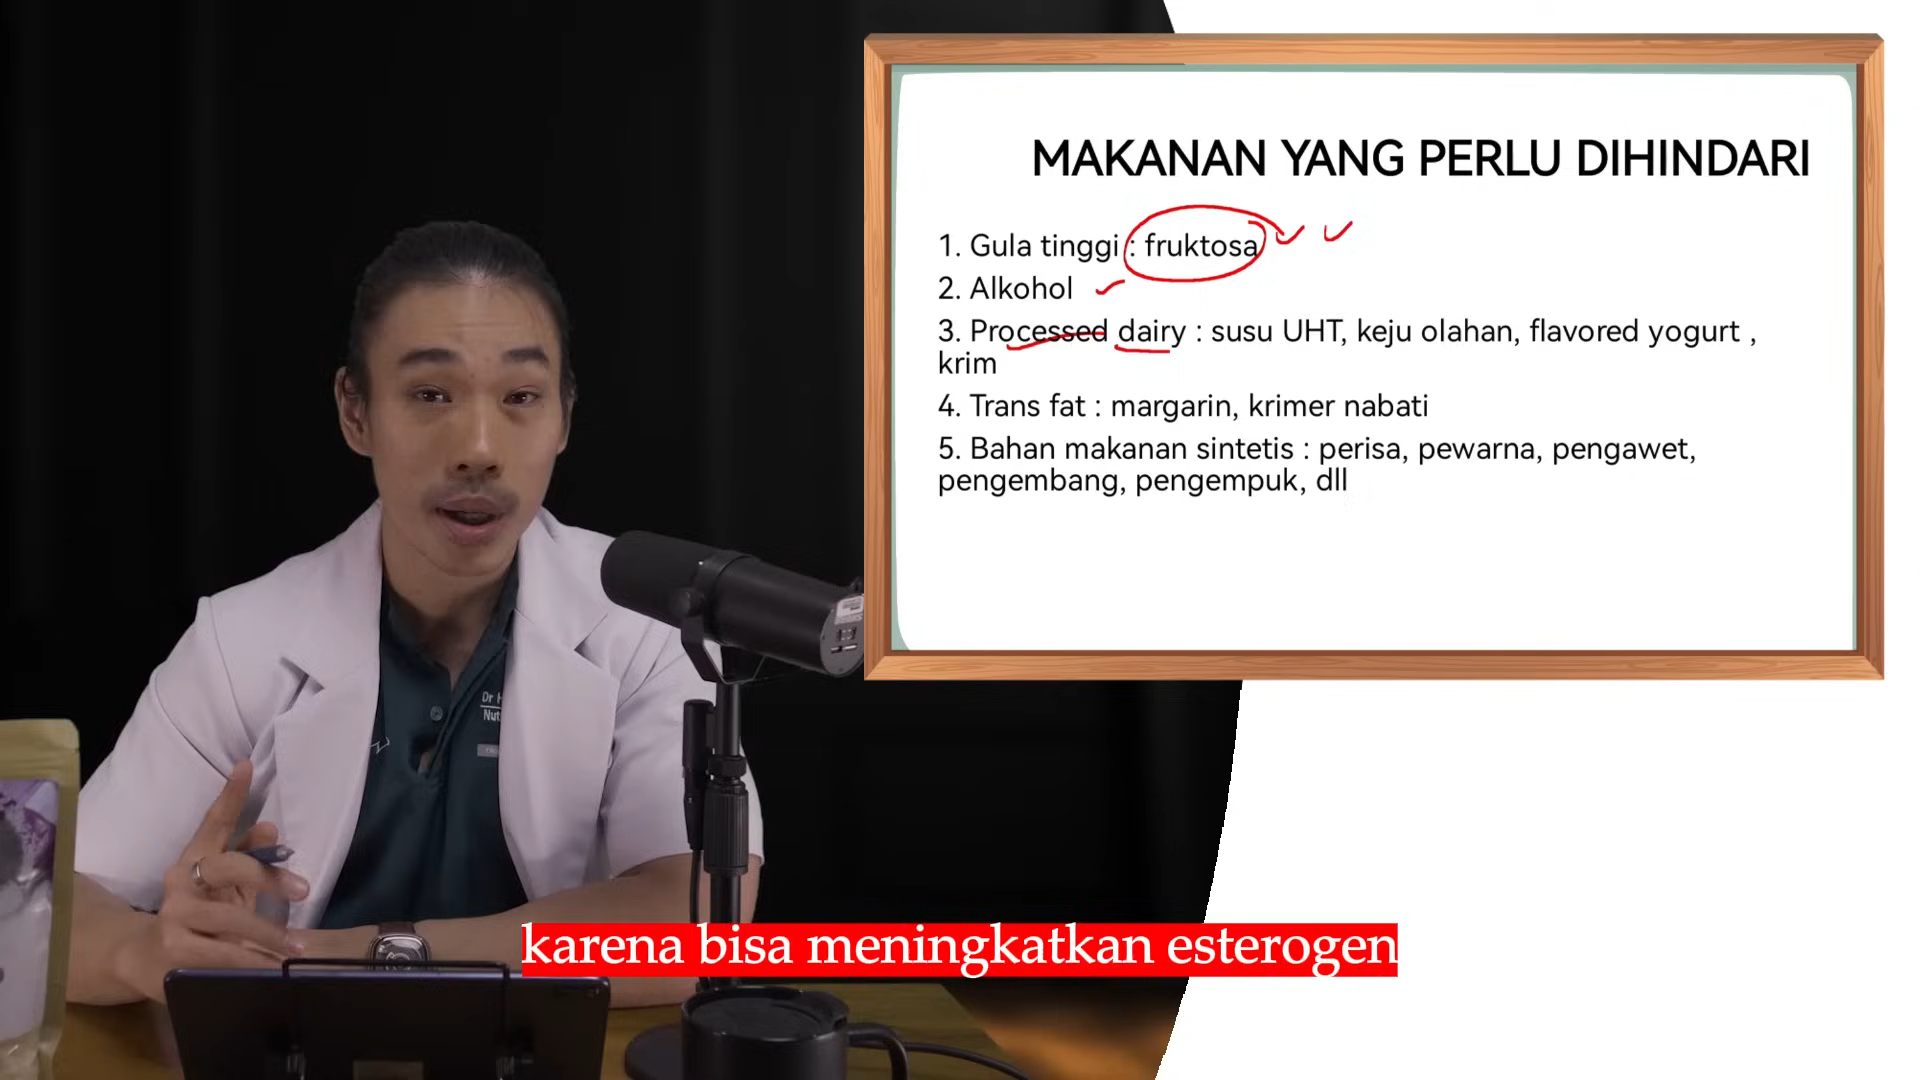 MAKANAN YANG PERLU DIHINDARI
1. Gula tinggi : fruktosa
2. Alkohol
3. Processed dairy : susu UHT, keju olahan, flavored yogurt ,
krim
4. Trans fat : margarin, krimer nabati
5. Bahan makanan sintetis : perisa, pewarna, pengawet,
pengembang, pengempuk, dll
Dr H
Nut
karena bisa meningkatkan esterogen